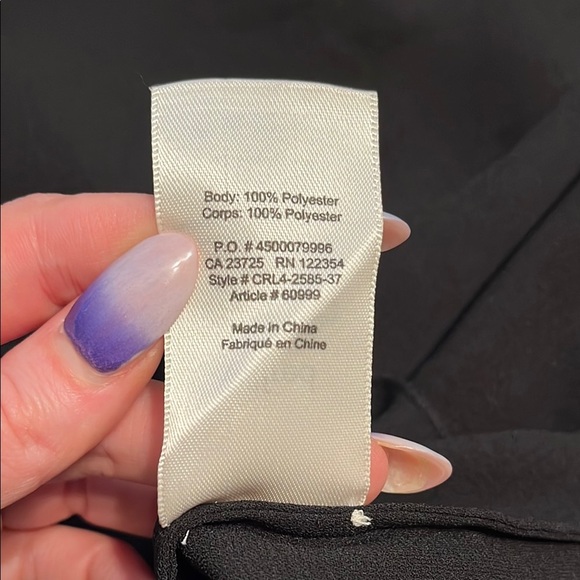 Body: 100% Polyester
Corps: 100% Polyester
P.O. # 4500079996
CA 23725 RN 122354
Style # CRL4-2585-37
Article # 60999
Made in China
Fabriqué en Chine